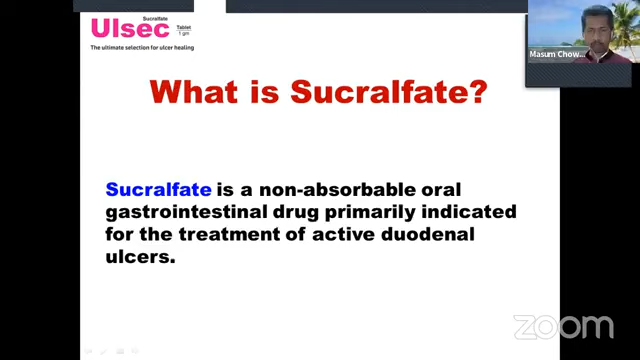 Sucralfate
Ulsec
Tablet
1 gm
The ultimate selection for ulcer healing
Masum Chow...
What is Sucralfate?
Sucralfate is a non-absorbable oral
gastrointestinal drug primarily indicated
for the treatment of active duodenal
ulcers.
zoom